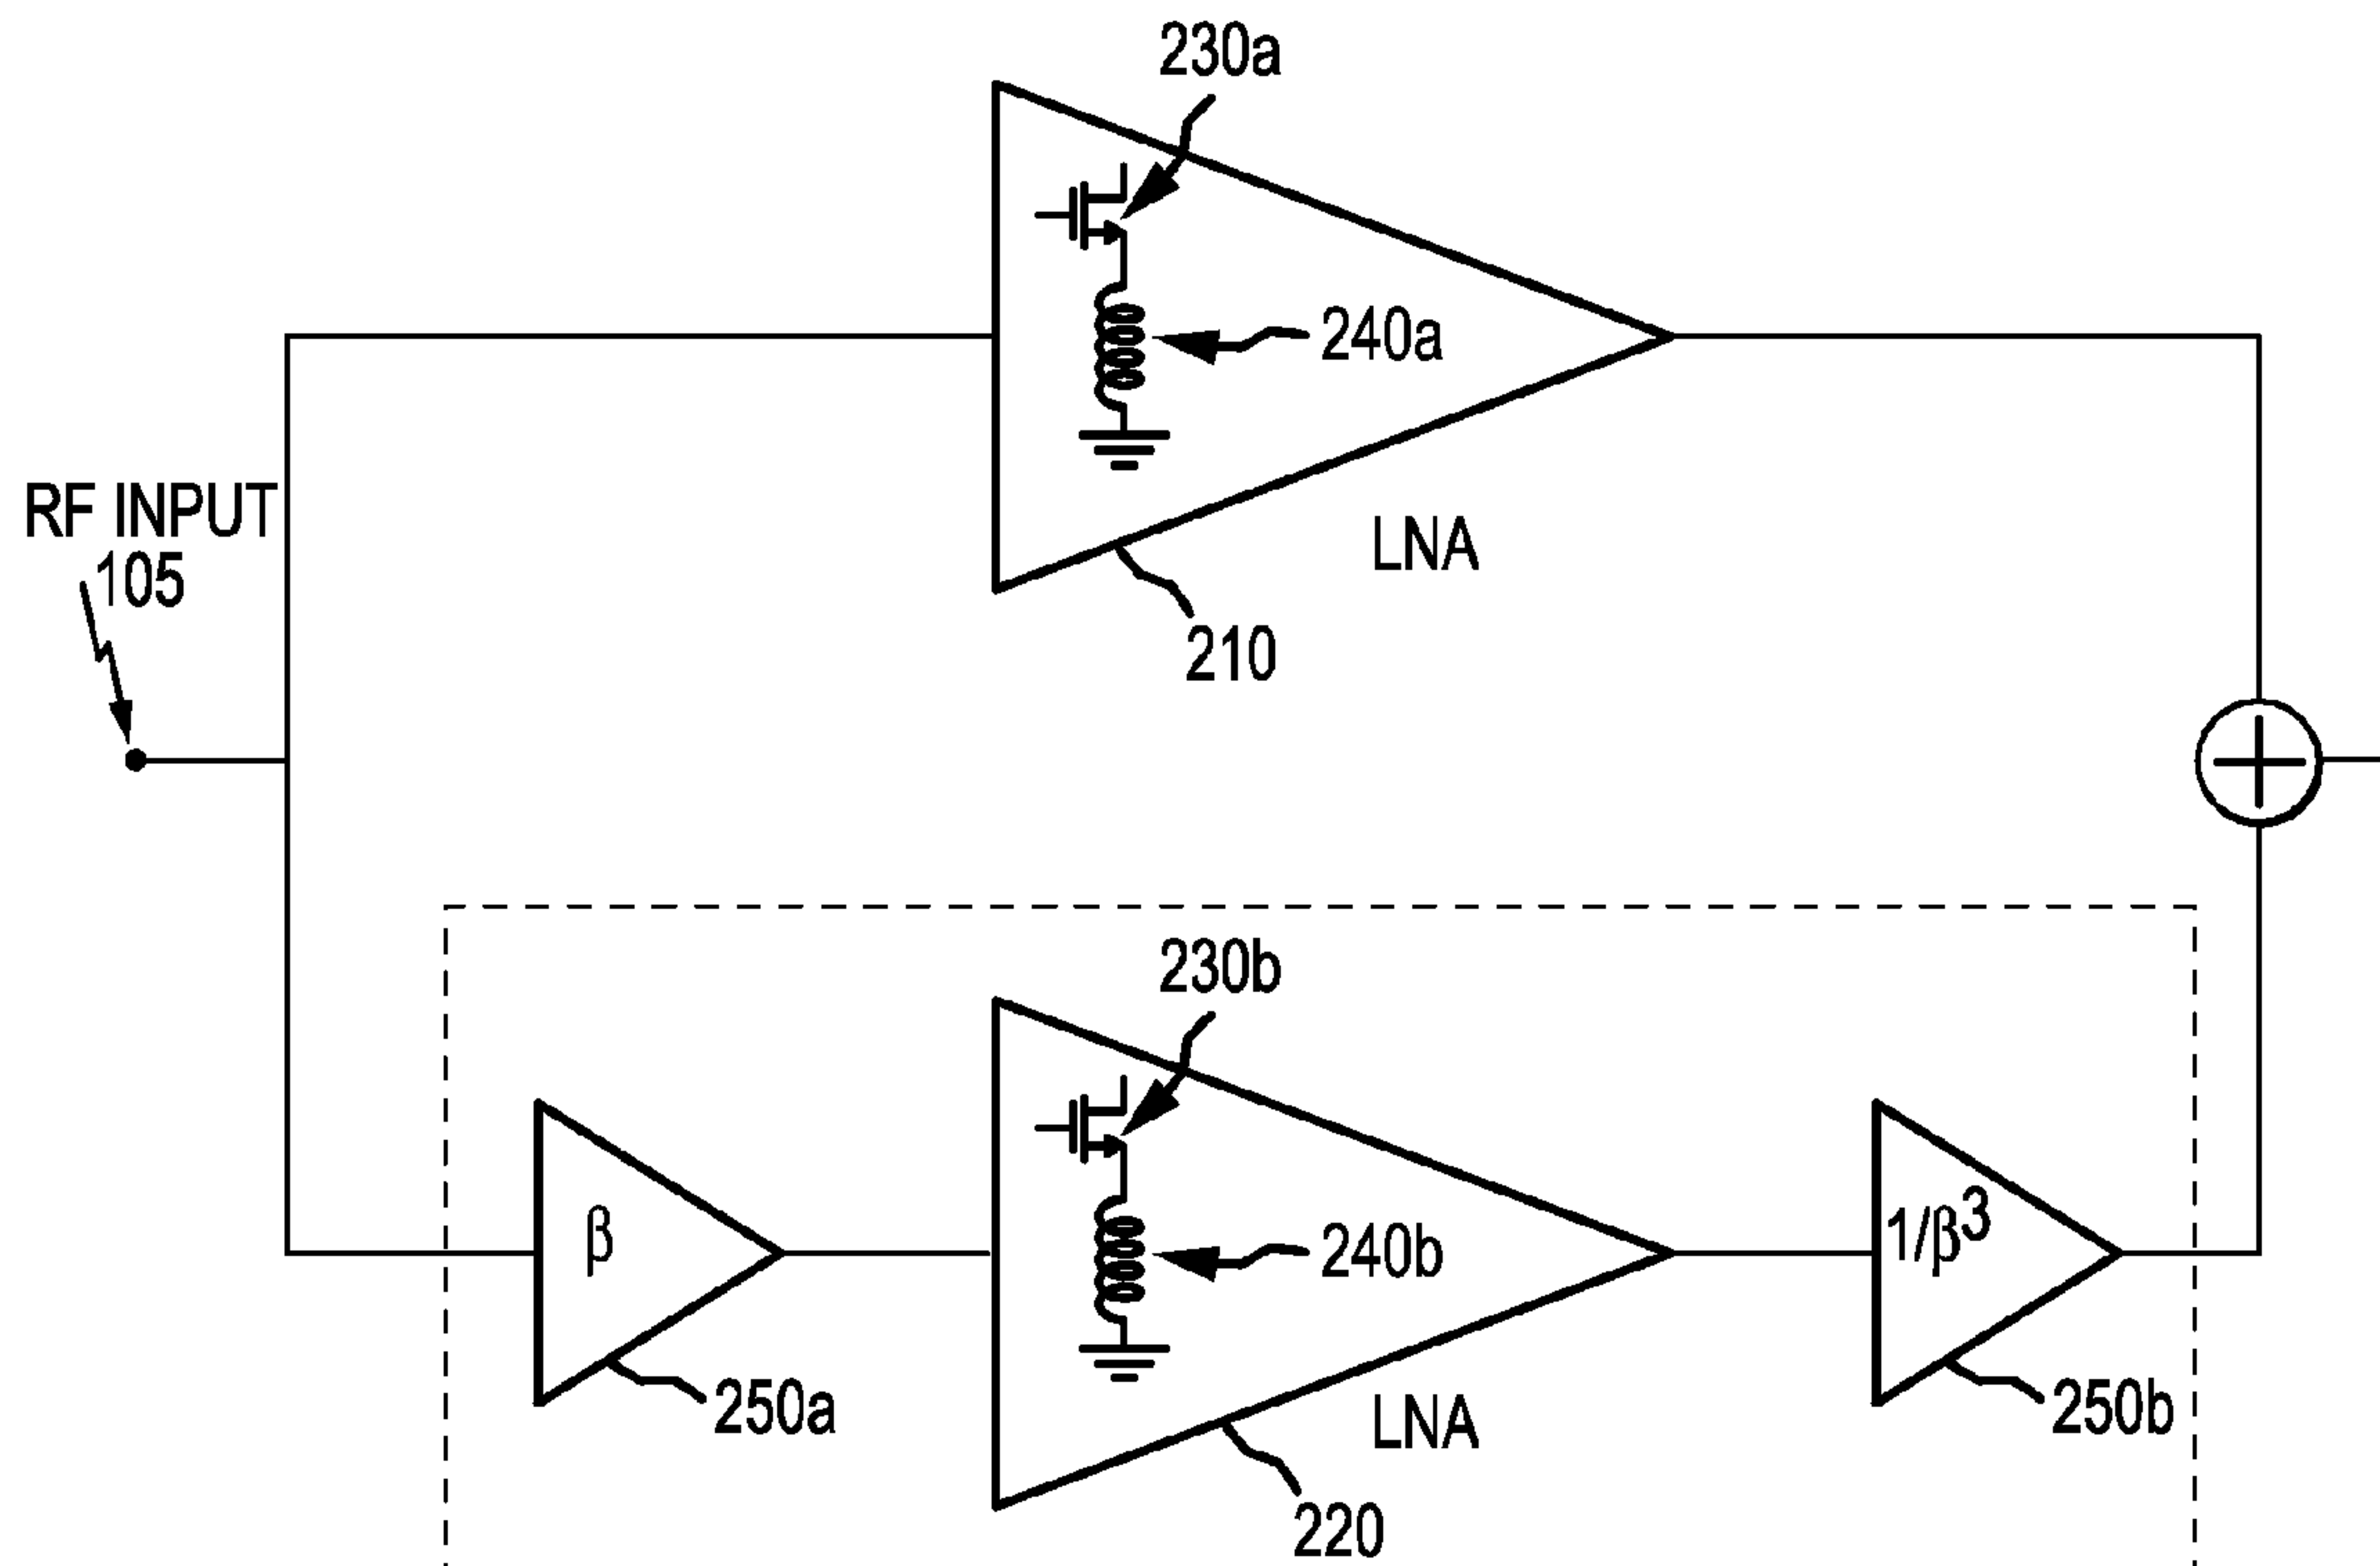 230a
240a
RF INPUT
105
LNA
210
230b
β
240b
1/β³
250a
LNA
250b
220